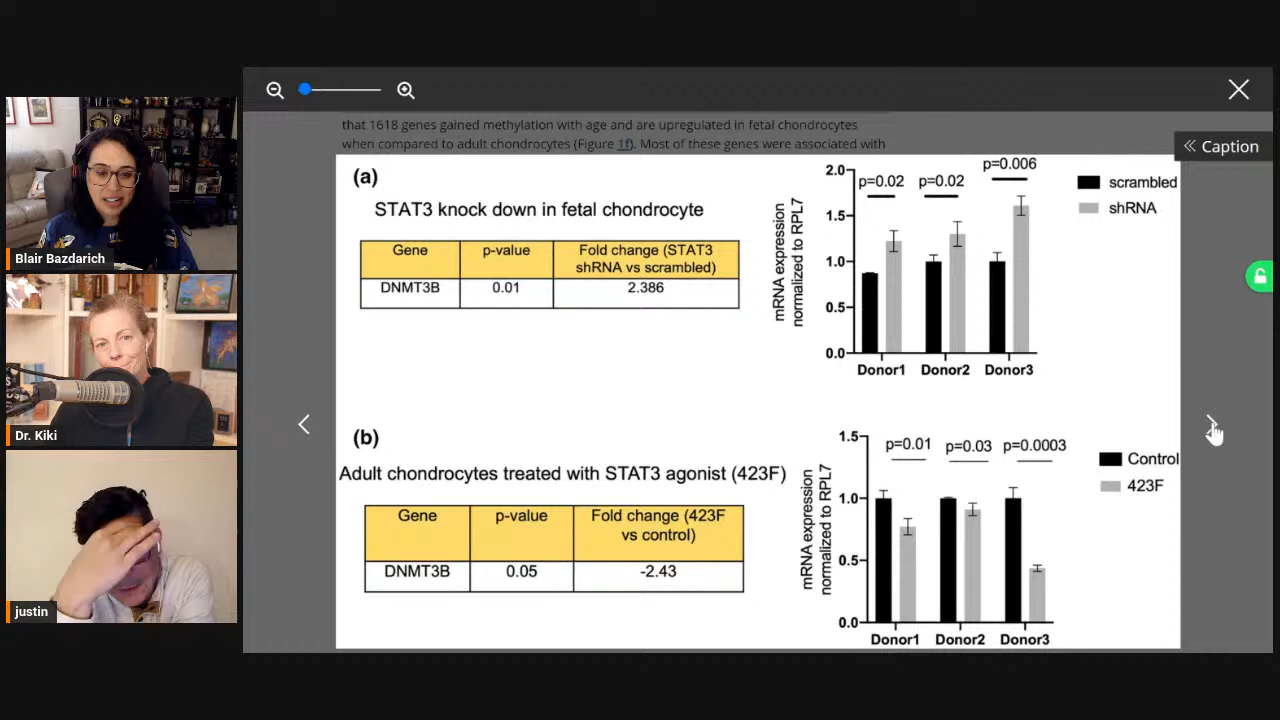 Blair Bazdarich
Dr. Kiki
justin
that 1618 genes gained methylation with age and are upregulated in fetal chondrocytes
when compared to adult chondrocytes (Figure 1f). Most of these genes were associated with
Caption
(a)
STAT3 knock down in fetal chondrocyte
Gene p-value Fold change (STAT3
shRNA vs scrambled)
DNMT3B 0.01 2.386
mRNA expression
normalized to RPL7
2.0
1.5
1.0
0.5
0.0
p=0.02 p=0.02 p=0.006
Donor1 Donor2 Donor3
scrambled
shRNA
(b)
Adult chondrocytes treated with STAT3 agonist (423F)
Gene p-value Fold change (423F
vs control)
DNMT3B 0.05 -2.43
mRNA expression
normalized to RPL7
1.5
1.0
0.5
0.0
p=0.01 p=0.03 p=0.0003
Donor1 Donor2 Donor3
Control
423F